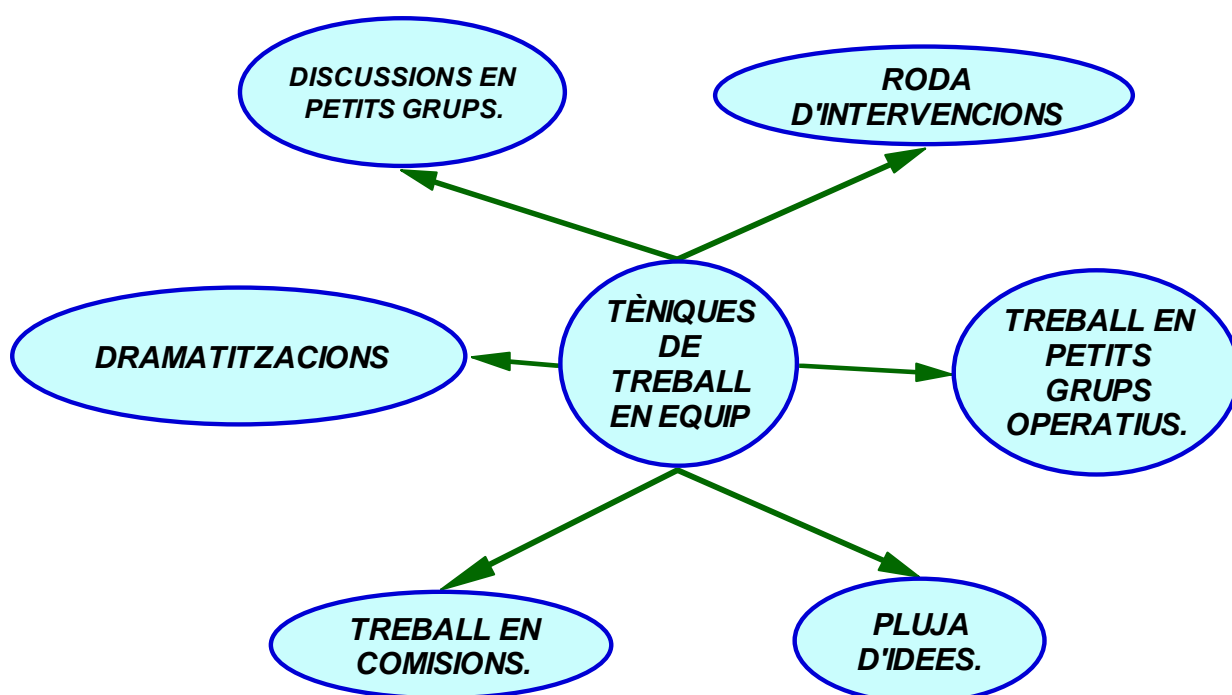 DISCUSSIONS EN
PETITS GRUPS.
RODA
D'INTERVENCIONS
DRAMATITZACIONS
TÈNIQUES
DE
TREBALL
EN EQUIP
TREBALL EN
PETITS
GRUPS
OPERATIUS.
TREBALL EN
COMISIONS.
PLUJA
D'IDEES.